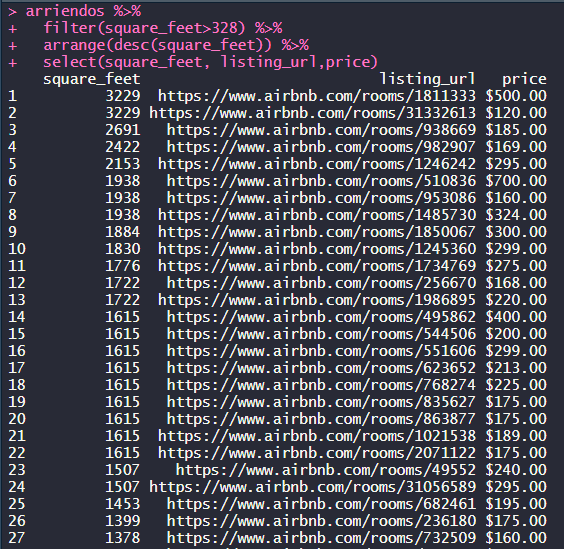 > arriendos %>%
+ filter(square_feet>328) %>%
+ arrange(desc(square_feet)) %>%
+ select(square_feet, listing_url,price)
square_feet listing_url price
1 3229 https://www.airbnb.com/rooms/1811333 $500.00
2 3229 https://www.airbnb.com/rooms/31332613 $120.00
3 2691 https://www.airbnb.com/rooms/938669 $185.00
4 2422 https://www.airbnb.com/rooms/982907 $169.00
5 2153 https://www.airbnb.com/rooms/1246242 $295.00
6 1938 https://www.airbnb.com/rooms/510836 $700.00
7 1938 https://www.airbnb.com/rooms/953086 $160.00
8 1938 https://www.airbnb.com/rooms/1485730 $324.00
9 1884 https://www.airbnb.com/rooms/1850067 $300.00
10 1830 https://www.airbnb.com/rooms/1245360 $299.00
11 1776 https://www.airbnb.com/rooms/1734769 $275.00
12 1722 https://www.airbnb.com/rooms/256670 $168.00
13 1722 https://www.airbnb.com/rooms/1986895 $220.00
14 1615 https://www.airbnb.com/rooms/495862 $400.00
15 1615 https://www.airbnb.com/rooms/544506 $200.00
16 1615 https://www.airbnb.com/rooms/551606 $299.00
17 1615 https://www.airbnb.com/rooms/623652 $213.00
18 1615 https://www.airbnb.com/rooms/768274 $225.00
19 1615 https://www.airbnb.com/rooms/835627 $175.00
20 1615 https://www.airbnb.com/rooms/863877 $175.00
21 1615 https://www.airbnb.com/rooms/1021538 $189.00
22 1615 https://www.airbnb.com/rooms/2071122 $175.00
23 1507 https://www.airbnb.com/rooms/49552 $240.00
24 1507 https://www.airbnb.com/rooms/31056589 $295.00
25 1453 https://www.airbnb.com/rooms/682461 $195.00
26 1399 https://www.airbnb.com/rooms/236180 $175.00
27 1378 https://www.airbnb.com/rooms/732509 $160.00